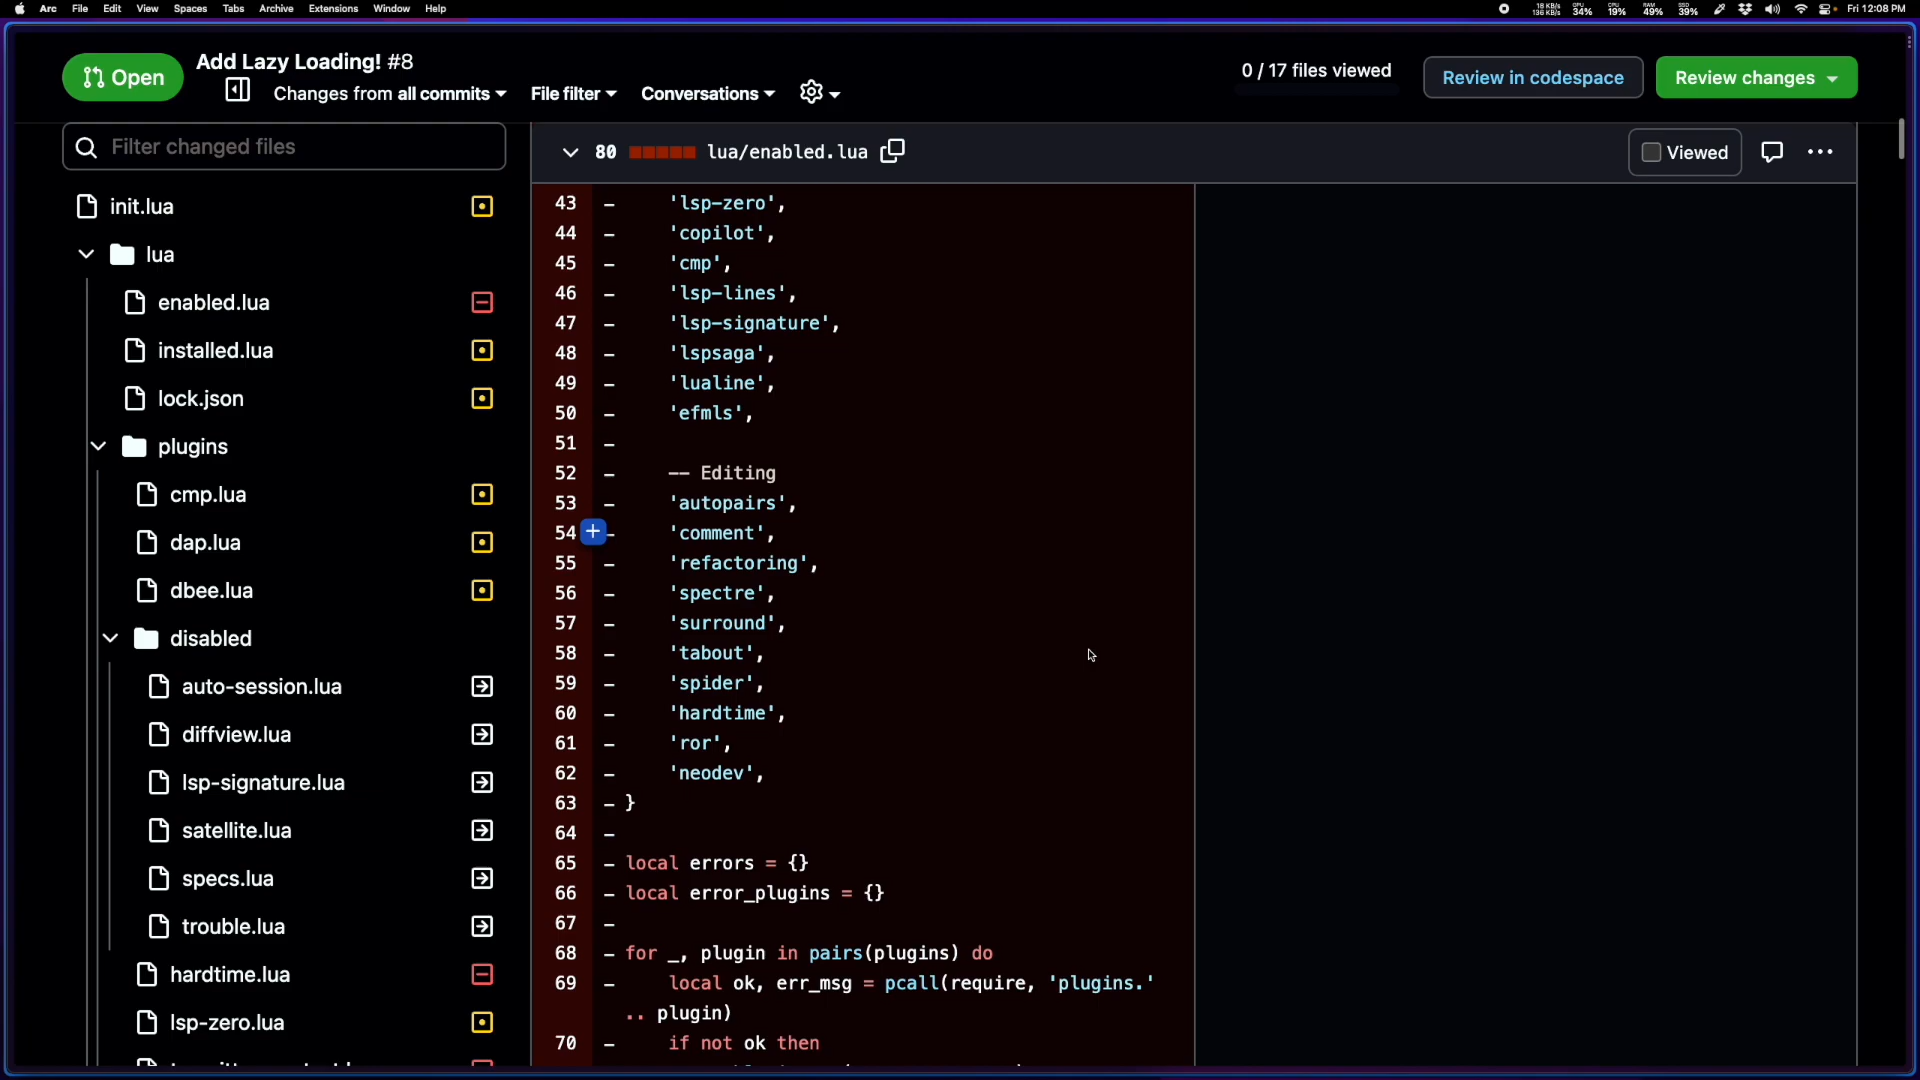 Arc File Edit View Spaces Tabs Archive Extensions Window Help
18 KB/s 136 KB/s GPU 34% CPU 19% RAM 49% SSD 39% Fri 12:08 PM
Open
Add Lazy Loading! #8
Changes from all commits File filter Conversations
0 / 17 files viewed
Review in codespace
Review changes
Filter changed files
init.lua
lua
enabled.lua
installed.lua
lock.json
plugins
cmp.lua
dap.lua
dbee.lua
disabled
auto-session.lua
diffview.lua
lsp-signature.lua
satellite.lua
specs.lua
trouble.lua
hardtime.lua
lsp-zero.lua
80 lua/enabled.lua
Viewed
43 - 'lsp-zero',
44 - 'copilot',
45 - 'cmp',
46 - 'lsp-lines',
47 - 'lsp-signature',
48 - 'lspsaga',
49 - 'lualine',
50 - 'efmls',
51 -
52 - -- Editing
53 - 'autopairs',
54 + - 'comment',
55 - 'refactoring',
56 - 'spectre',
57 - 'surround',
58 - 'tabout',
59 - 'spider',
60 - 'hardtime',
61 - 'ror',
62 - 'neodev',
63 - }
64 -
65 - local errors = {}
66 - local error_plugins = {}
67 -
68 - for _, plugin in pairs(plugins) do
69 - local ok, err_msg = pcall(require, 'plugins.'
.. plugin)
70 - if not ok then